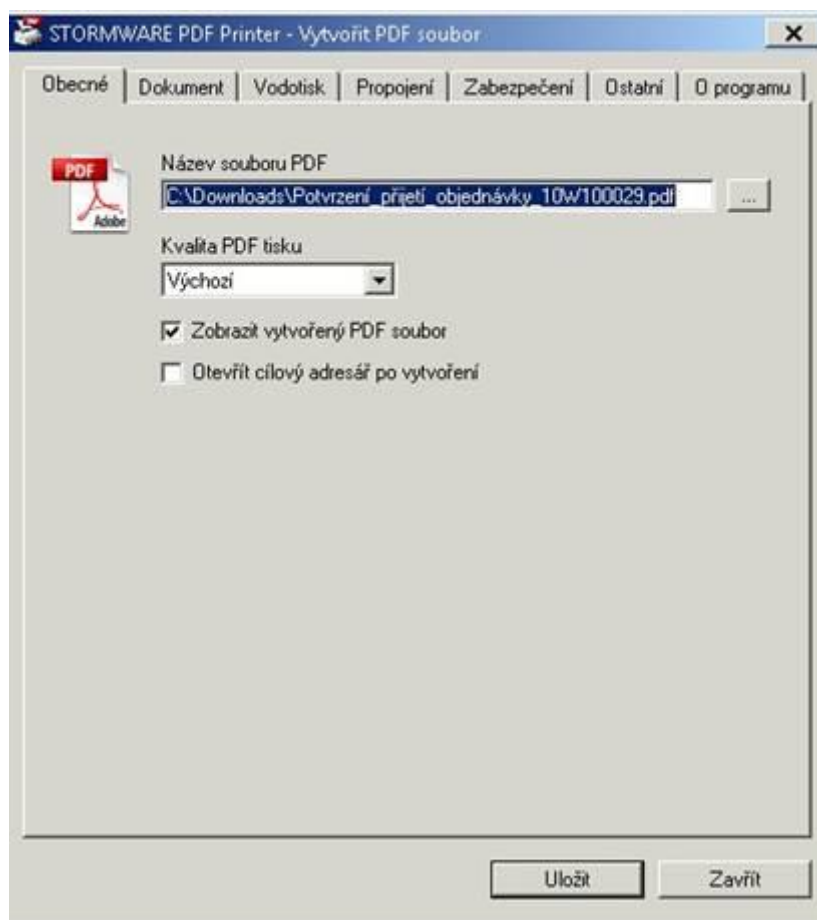 STORMWARE PDF Printer - Vytvořit PDF soubor
Obecné Dokument Vodotisk Propojení Zabezpečení Ostatní O programu
PDF
Adobe
Název souboru PDF
C:\Downloads\Potvrzení_přijetí_objednávky_10W100029.pdf
...
Kvalita PDF tisku
Výchozí
Zobrazit vytvořený PDF soubor
Otevřít cílový adresář po vytvoření
Uložit Zavřít